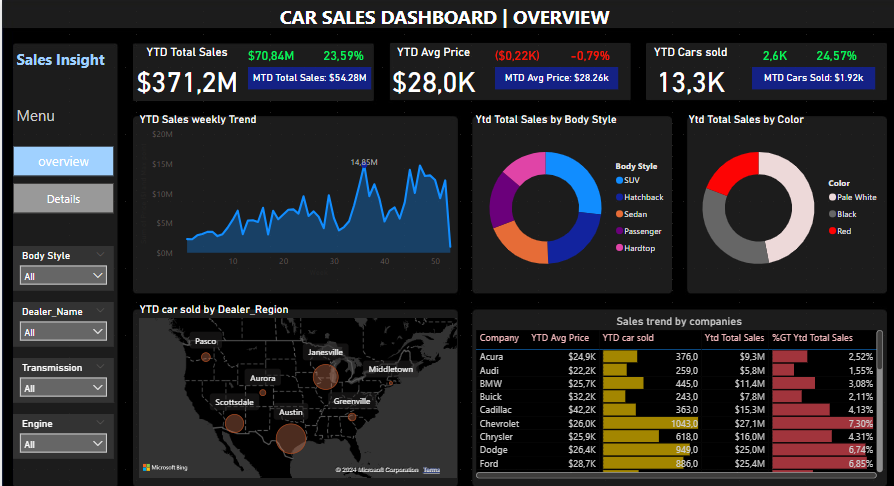 CAR SALES DASHBOARD | OVERVIEW
Sales Insight
Menu
overview
Details
Body Style
All
Dealer_Name
All
Transmission
All
Engine
All
YTD Total Sales
$70,84M 23,59%
$371,2M
MTD Total Sales: $54.28M
YTD Avg Price
($0,22K) -0,79%
$28,0K
MTD Avg Price: $28.26k
YTD Cars sold
2,6K 24,57%
13,3K
MTD Cars Sold: $1.92k
YTD Sales weekly Trend
$20M
$15M
$10M
$5M
$0M
14,85M
10 20 30 40 50
Ytd Total Sales by Body Style
Body Style
SUV
Hatchback
Sedan
Passenger
Hardtop
Ytd Total Sales by Color
Color
Pale White
Black
Red
YTD car sold by Dealer_Region
Pasco
Janesville
Middletown
Aurora
Scottsdale
Greenville
Austin
Microsoft Bing
© 2024 Microsoft Corporation Terms
Sales trend by companies
Company YTD Avg Price YTD car sold Ytd Total Sales %GT Ytd Total Sales
Acura $24,9K 376,0 $9.3M 2,52%
Audi $22,2K 259,0 $5.8M 1,55%
BMW $25,7K 445,0 $11.4M 3,08%
Buick $32,2K 243,0 $7.8M 2,11%
Cadillac $42,2K 363,0 $15.3M 4,13%
Chevrolet $26,0K 1043,0 $27.1M 7,30%
Chrysler $25,9K 618,0 $16.0M 4,31%
Dodge $26,4K 949,0 $25.0M 6,74%
Ford $28,7K 886,0 $25.4M 6,85%